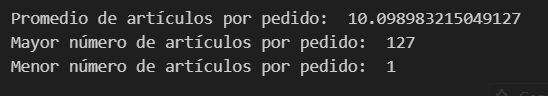 Promedio de artículos por pedido:  10.098983215049127
Mayor número de artículos por pedido:  127
Menor número de artículos por pedido:  1